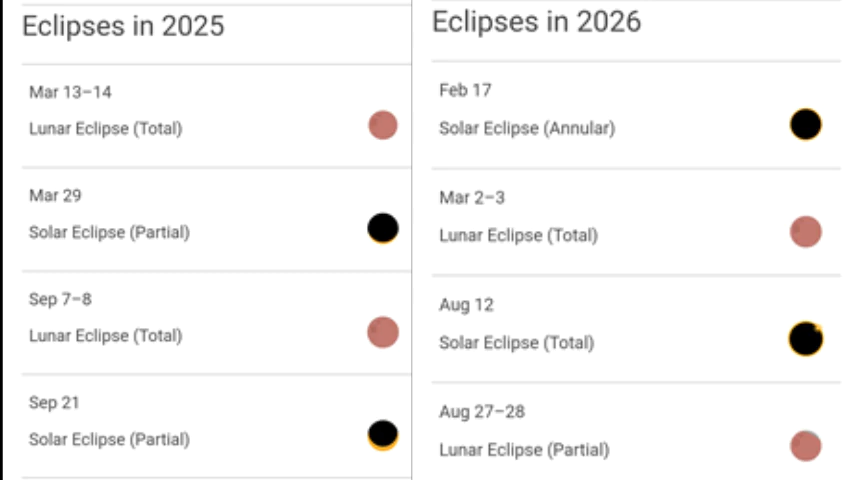 Eclipses in 2025
Mar 13–14
Lunar Eclipse (Total)
Mar 29
Solar Eclipse (Partial)
Sep 7–8
Lunar Eclipse (Total)
Sep 21
Solar Eclipse (Partial)
Eclipses in 2026
Feb 17
Solar Eclipse (Annular)
Mar 2–3
Lunar Eclipse (Total)
Aug 12
Solar Eclipse (Total)
Aug 27–28
Lunar Eclipse (Partial)